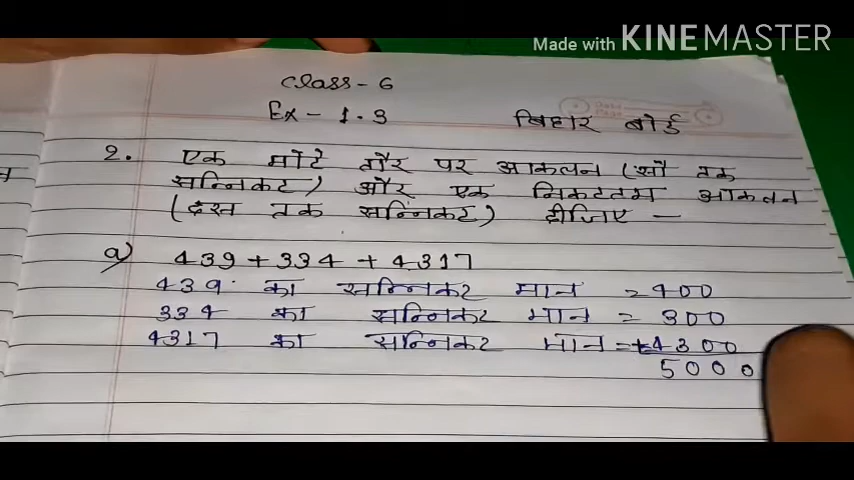 Made with KINEMASTER
Class - 6
Ex - 1.3 बिहार बोर्ड
2. एक मोटे तौर पर आकलन (सौ तक
सन्निकट) और एक निकटतम आकलन
(दस तक सन्निकट) दीजिए —
a) 439 + 334 + 4317
439 का सन्निकट मान = 400
334 का सन्निकट मान = 300
4317 का सन्निकट मान = +4300
5000